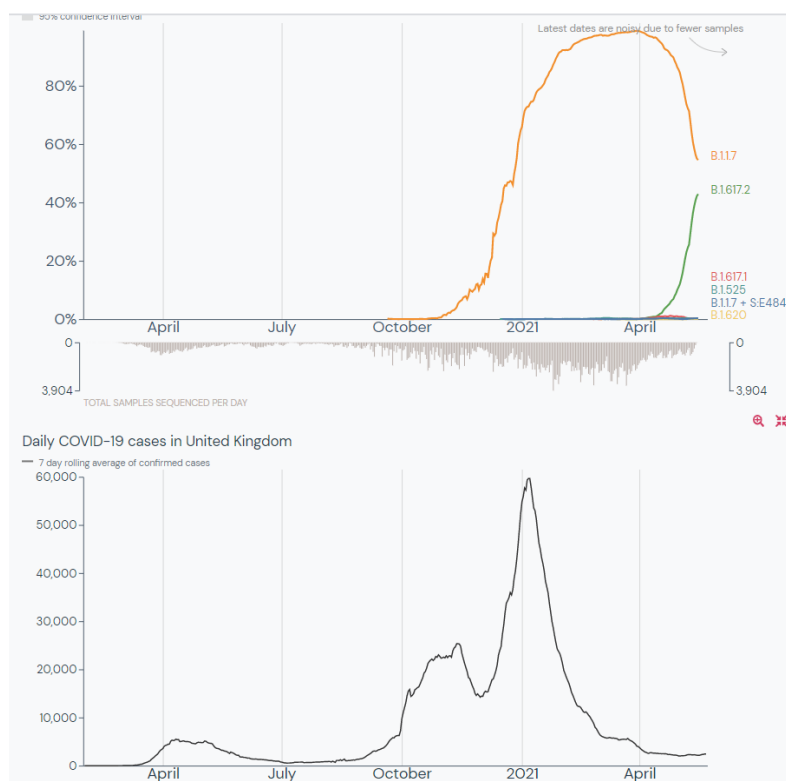 95% confidence interval
Latest dates are noisy due to fewer samples
80%
60%
40%
20%
0%
B.1.1.7
B.1.617.2
B.1.617.1
B.1.525
B.1.1.7 + S:E484
B.1.620
April
July
October
2021
April
0
3,904
0
3,904
TOTAL SAMPLES SEQUENCED PER DAY
Daily COVID-19 cases in United Kingdom
7 day rolling average of confirmed cases
60,000
50,000
40,000
30,000
20,000
10,000
0
April
July
October
2021
April